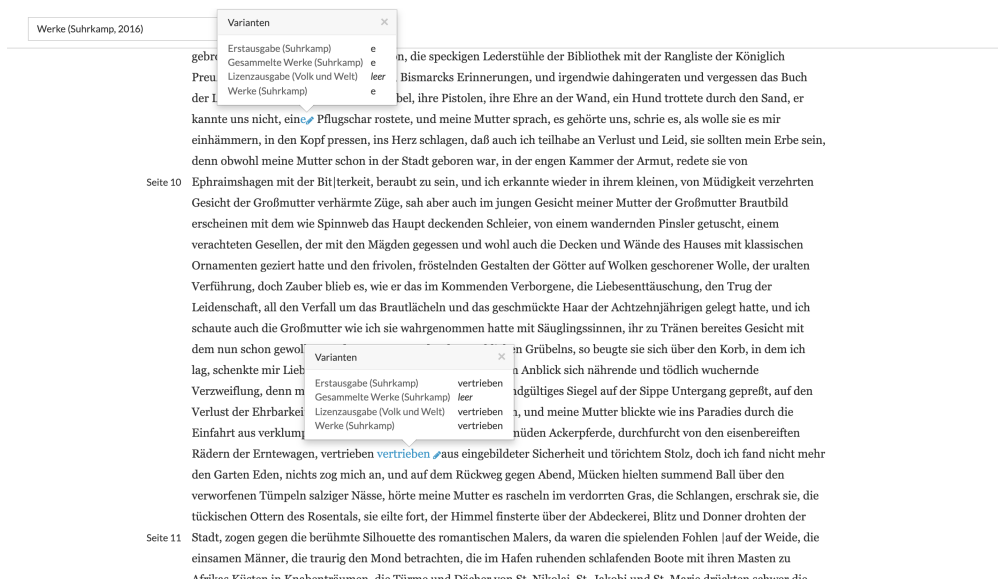 Werke (Suhrkamp, 2016)
Varianten ×
Erstausgabe (Suhrkamp) e
Gesammelte Werke (Suhrkamp) e
Lizenzausgabe (Volk und Welt) leer
Werke (Suhrkamp) e
gebro n, die speckigen Lederstühle der Bibliothek mit der Rangliste der Königlich
Preu Bismarcks Erinnerungen, und irgendwie dahingeraten und vergessen das Buch
der L bel, ihre Pistolen, ihre Ehre an der Wand, ein Hund trottete durch den Sand, er
kannte uns nicht, eine Pflugschar rostete, und meine Mutter sprach, es gehörte uns, schrie es, als wolle sie es mir
einhämmern, in den Kopf pressen, ins Herz schlagen, daß auch ich teilhabe an Verlust und Leid, sie sollten mein Erbe sein,
denn obwohl meine Mutter schon in der Stadt geboren war, in der engen Kammer der Armut, redete sie von
Seite 10 Ephraimshagen mit der Bit|terkeit, beraubt zu sein, und ich erkannte wieder in ihrem kleinen, von Müdigkeit verzehrten
Gesicht der Großmutter verhärmte Züge, sah aber auch im jungen Gesicht meiner Mutter der Großmutter Brautbild
erscheinen mit dem wie Spinnweb das Haupt deckenden Schleier, von einem wandernden Pinsler getuscht, einem
verachteten Gesellen, der mit den Mägden gegessen und wohl auch die Decken und Wände des Hauses mit klassischen
Ornamenten geziert hatte und den frivolen, fröstelnden Gestalten der Götter auf Wolken geschorener Wolle, der uralten
Verführung, doch Zauber blieb es, wie er das im Kommenden Verborgene, die Liebesenttäuschung, den Trug der
Leidenschaft, all den Verfall um das Brautlächeln und das geschmückte Haar der Achtzehnjährigen gelegt hatte, und ich
schaute auch die Großmutter wie ich sie wahrgenommen hatte mit Säuglingssinnen, ihr zu Tränen bereites Gesicht mit
dem nun schon gewol en Grübelns, so beugte sie sich über den Korb, in dem ich
lag, schenkte mir Lieb n Anblick sich nährende und tödlich wuchernde
Verzweiflung, denn m ndgültiges Siegel auf der Sippe Untergang gepreßt, auf den
Verlust der Ehrbarkei n, und meine Mutter blickte wie ins Paradies durch die
Einfahrt aus verklump müden Ackerpferde, durchfurcht von den eisenbereiften
Varianten ×
Erstausgabe (Suhrkamp) vertrieben
Gesammelte Werke (Suhrkamp) leer
Lizenzausgabe (Volk und Welt) vertrieben
Werke (Suhrkamp) vertrieben
Rädern der Erntewagen, vertrieben vertrieben aus eingebildeter Sicherheit und törichtem Stolz, doch ich fand nicht mehr
den Garten Eden, nichts zog mich an, und auf dem Rückweg gegen Abend, Mücken hielten summend Ball über den
verworfenen Tümpeln salziger Nässe, hörte meine Mutter es rascheln im verdorrten Gras, die Schlangen, erschrak sie, die
tückischen Ottern des Rosentals, sie eilte fort, der Himmel finsterte über der Abdeckerei, Blitz und Donner drohten der
Seite 11 Stadt, zogen gegen die berühmte Silhouette des romantischen Malers, da waren die spielenden Fohlen |auf der Weide, die
einsamen Männer, die traurig den Mond betrachten, die im Hafen ruhenden schlafenden Boote mit ihren Masten zu
Afrikas Küsten in Knabenträumen, die Türme und Dächer von St. Nikolai, St. Jakobi und St. Marie drückten schwer die